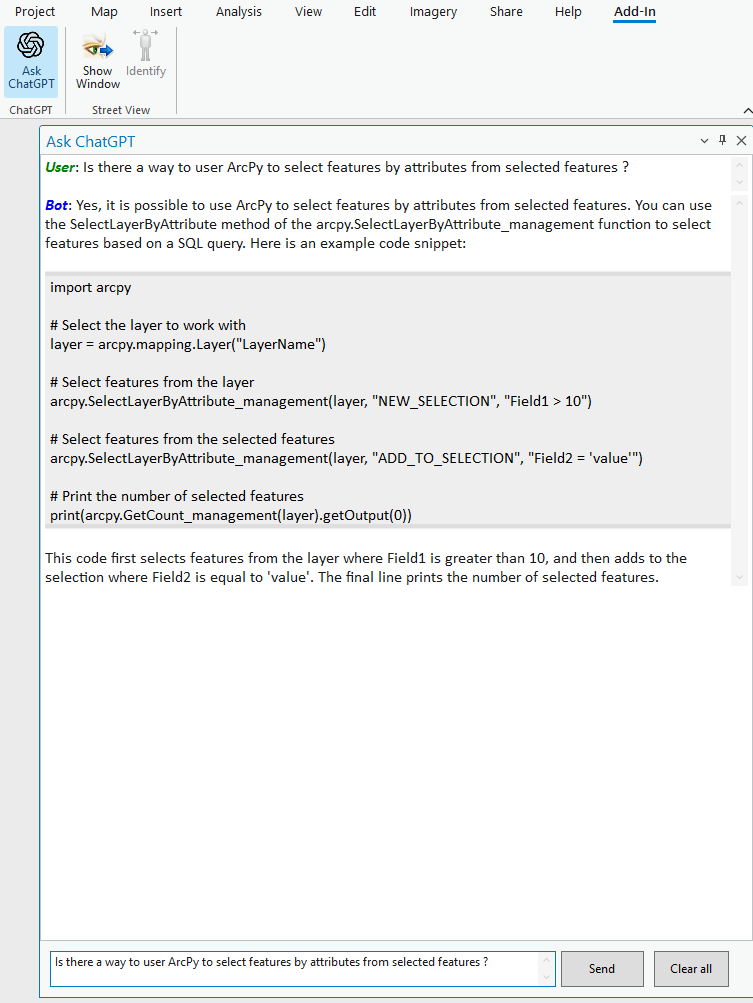 Project Map Insert Analysis View Edit Imagery Share Help Add-In
Ask
ChatGPT
Show
Window
Identify
ChatGPT
Street View
Ask ChatGPT
User: Is there a way to user ArcPy to select features by attributes from selected features ?
Bot: Yes, it is possible to use ArcPy to select features by attributes from selected features. You can use
the SelectLayerByAttribute method of the arcpy.SelectLayerByAttribute_management function to select
features based on a SQL query. Here is an example code snippet:
import arcpy
# Select the layer to work with
layer = arcpy.mapping.Layer("LayerName")
# Select features from the layer
arcpy.SelectLayerByAttribute_management(layer, "NEW_SELECTION", "Field1 > 10")
# Select features from the selected features
arcpy.SelectLayerByAttribute_management(layer, "ADD_TO_SELECTION", "Field2 = 'value'")
# Print the number of selected features
print(arcpy.GetCount_management(layer).getOutput(0))
This code first selects features from the layer where Field1 is greater than 10, and then adds to the
selection where Field2 is equal to 'value'. The final line prints the number of selected features.
Is there a way to user ArcPy to select features by attributes from selected features ?
Send
Clear all